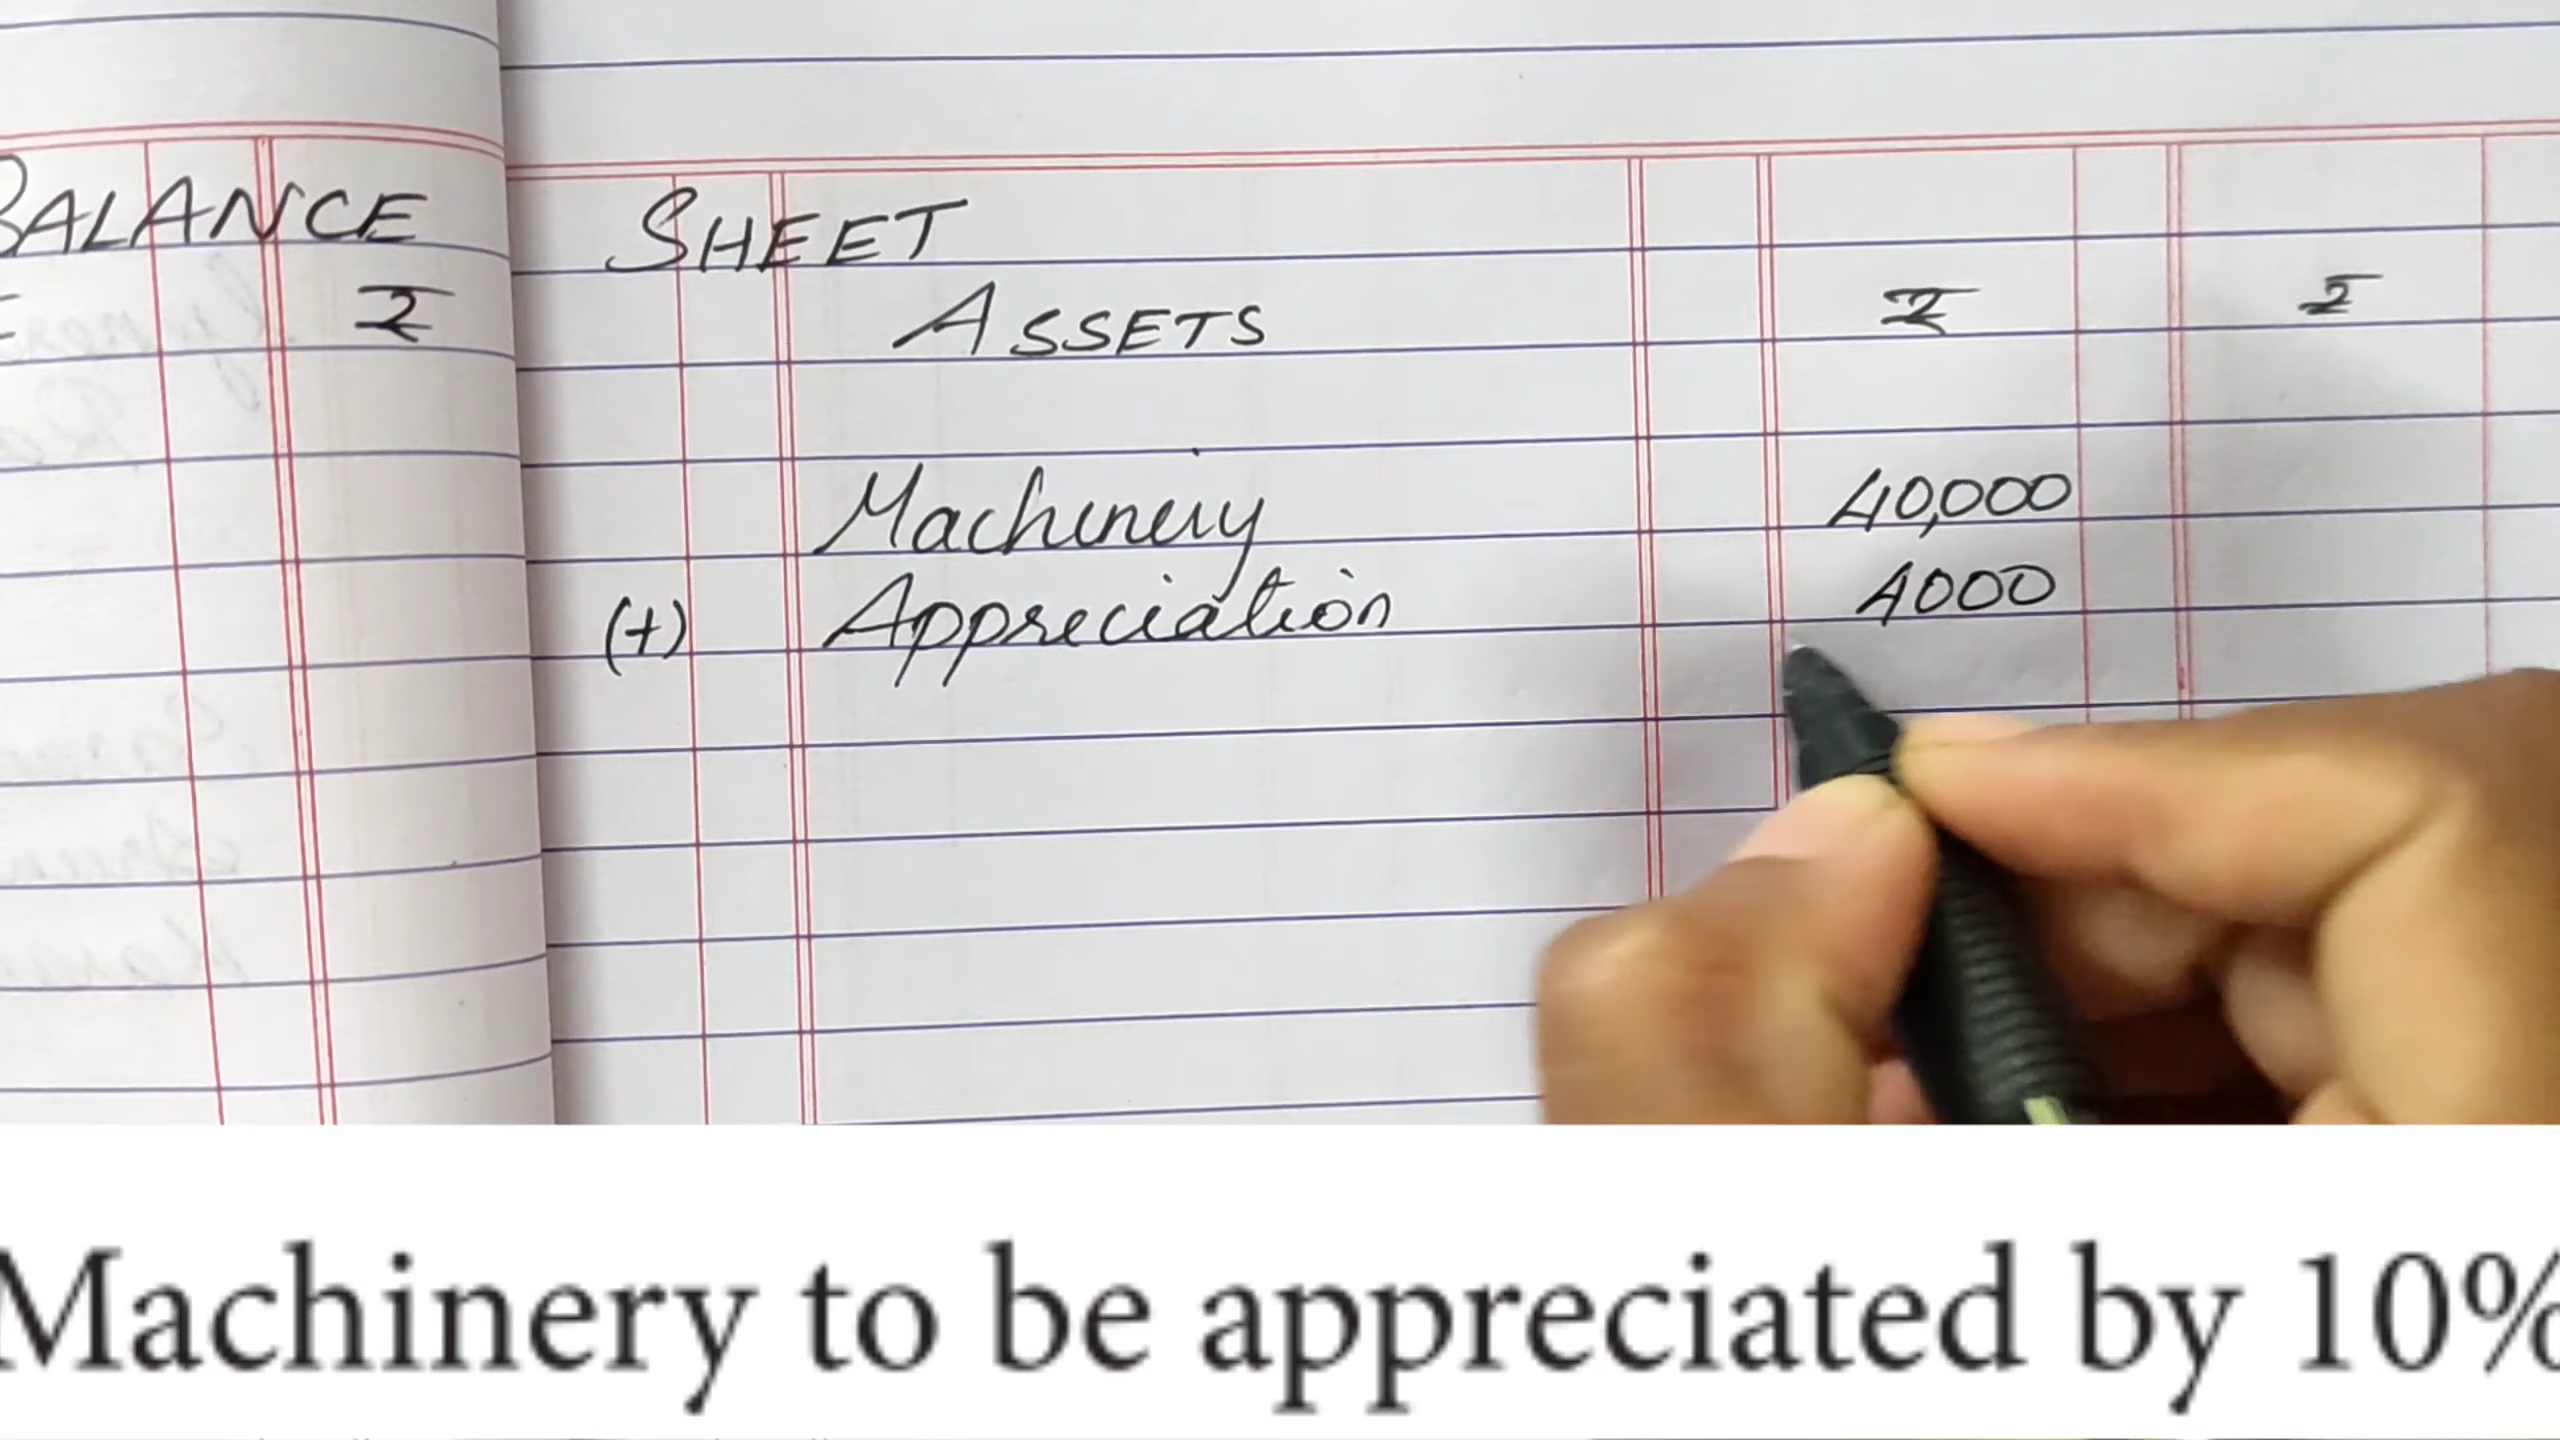 BALANCE SHEET
₹ ASSETS ₹ ₹
Machinery 40,000
(+) Appreciation 4000
Machinery to be appreciated by 10%